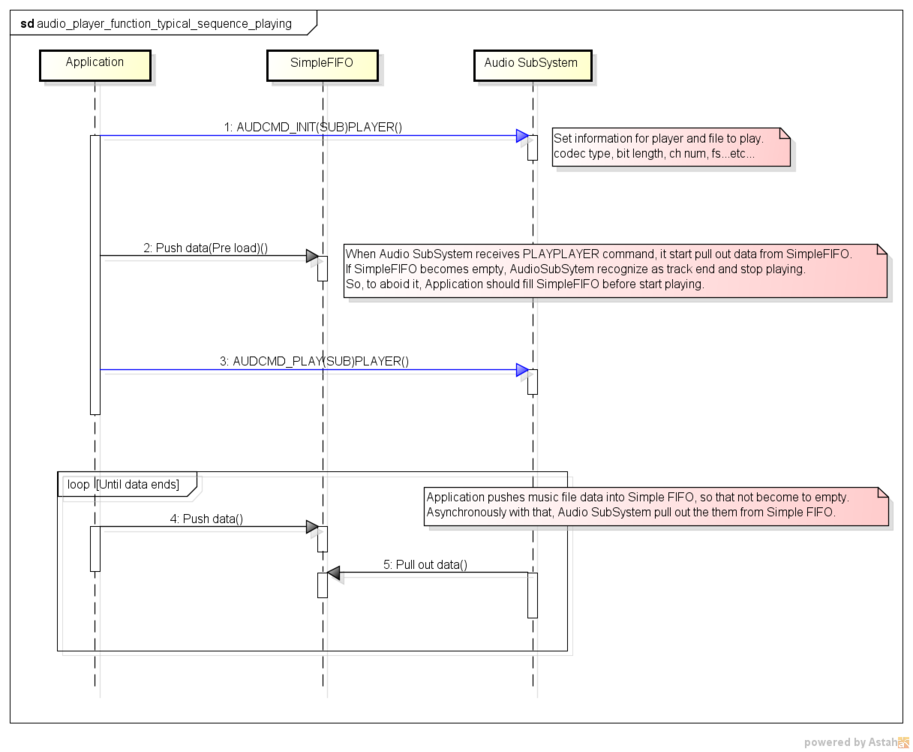 sd audio_player_function_typical_sequence_playing
Application
SimpleFIFO
Audio SubSystem
1: AUDCMD_INIT(SUB)PLAYER()
Set information for player and file to play.
codec type, bit length, ch num, fs...etc...
2: Push data(Pre load)()
When Audio SubSystem receives PLAYPLAYER command, it start pull out data from SimpleFIFO.
If SimpleFIFO becomes empty, AudioSubSytem recognize as track end and stop playing.
So, to aboid it, Application should fill SimpleFIFO before start playing.
3: AUDCMD_PLAY(SUB)PLAYER()
loop [Until data ends]
Application pushes music file data into Simple FIFO, so that not become to empty.
Asynchronously with that, Audio SubSystem pull out the them from Simple FIFO.
4: Push data()
5: Pull out data()
powered by Astah